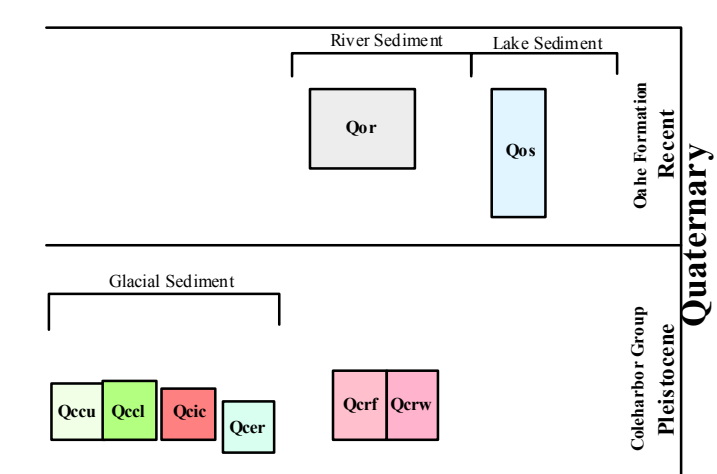 River Sediment
Lake Sediment
Qor
Qos
Oahe Formation
Recent
Quaternary
Glacial Sediment
Qccu
Qccl
Qcic
Qcer
Qcrf
Qcrw
Coleharbor Group
Pleistocene